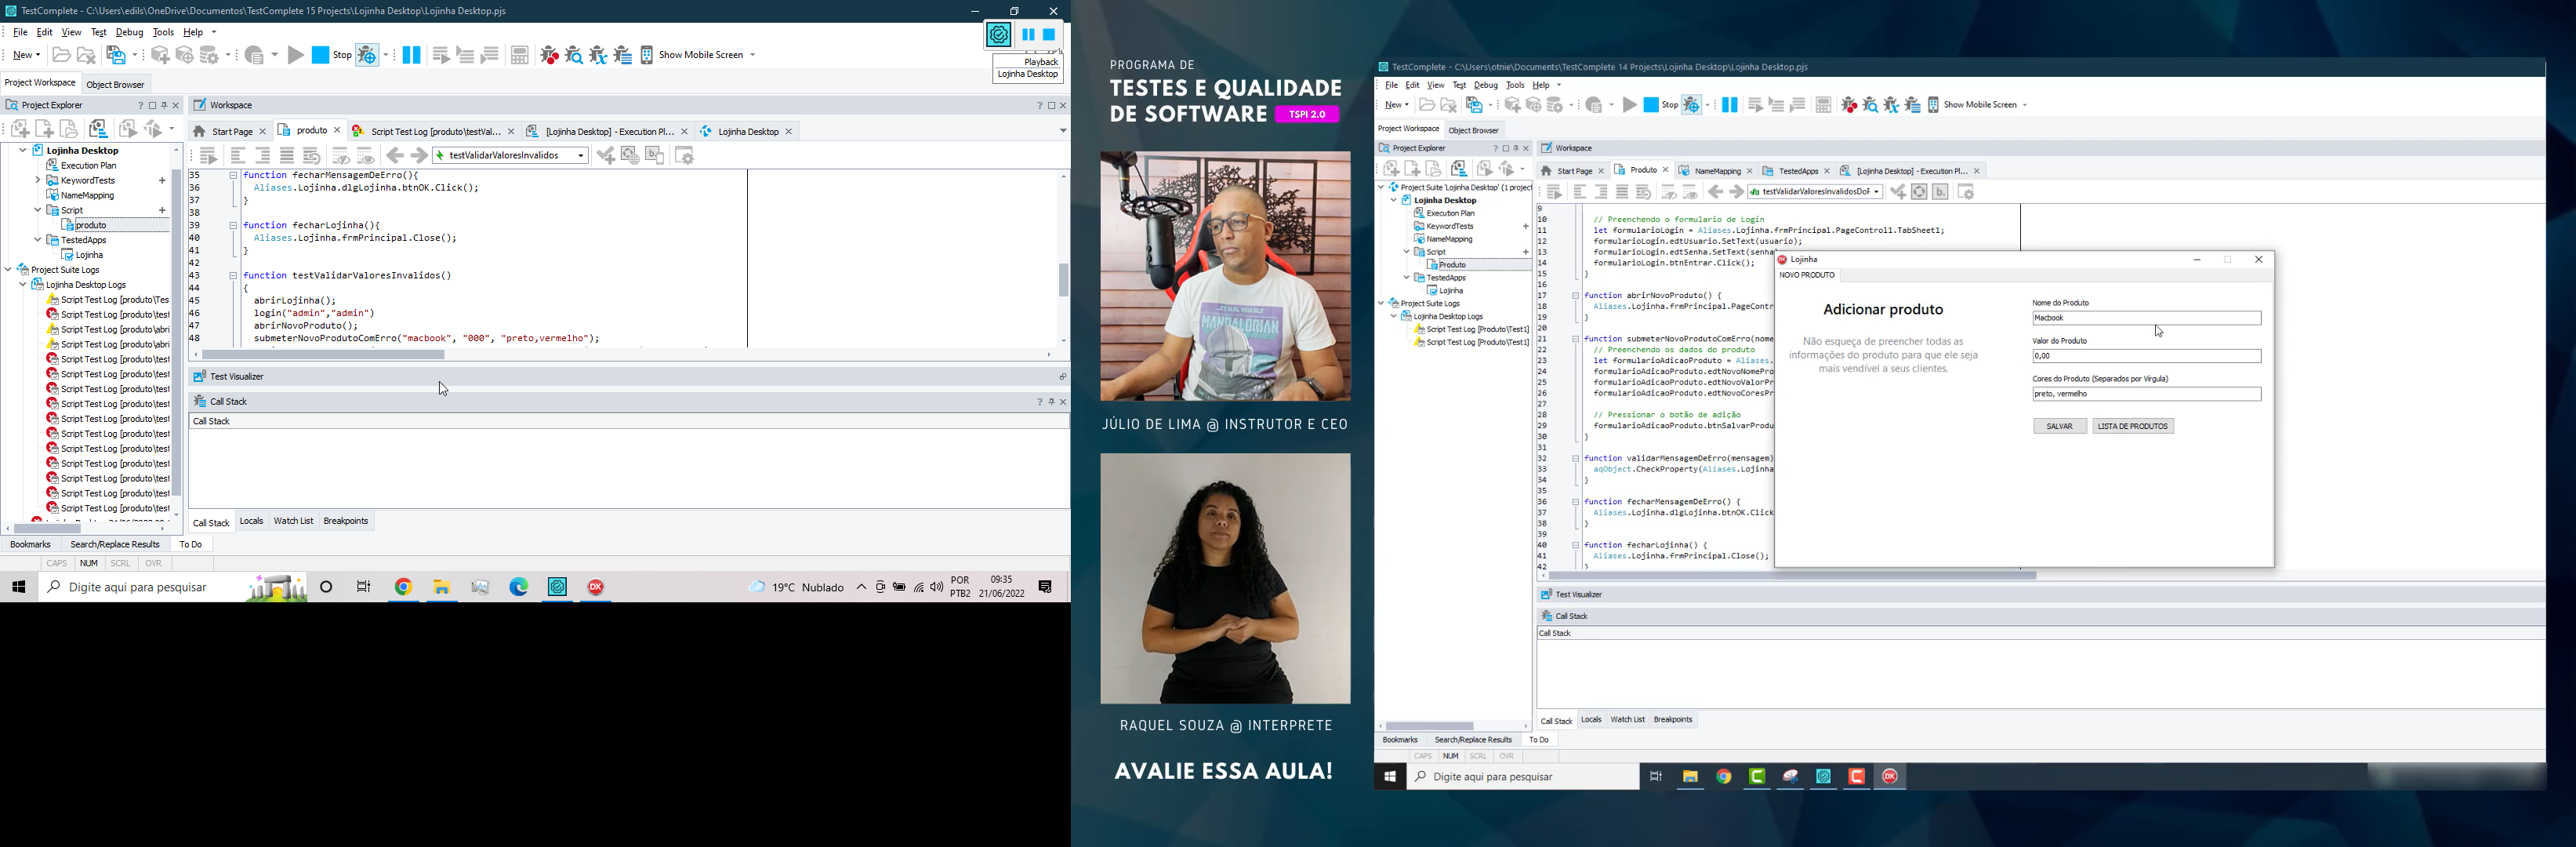 TestComplete - C:\Users\edils\OneDrive\Documentos\TestComplete 15 Projects\Lojinha Desktop\Lojinha Desktop.pjs
File Edit View Test Debug Tools Help
New Stop Show Mobile Screen
Playback
Lojinha Desktop
Project Workspace Object Browser
Project Explorer
Workspace
Start Page
produto
Script Test Log [produto\testVal...
[Lojinha Desktop] - Execution Pl...
Lojinha Desktop
testValidarValoresInvalidos
Lojinha Desktop
Execution Plan
KeywordTests
NameMapping
Script
produto
TestedApps
Lojinha
Project Suite Logs
Lojinha Desktop Logs
Script Test Log [produto\Tes
Script Test Log [produto\test
Script Test Log [produto\abri
Script Test Log [produto\abri
Script Test Log [produto\test
Script Test Log [produto\test
Script Test Log [produto\test
Script Test Log [produto\test
Script Test Log [produto\test
Script Test Log [produto\test
Script Test Log [produto\test
Script Test Log [produto\test
Script Test Log [produto\test
Script Test Log [produto\test
Script Test Log [produto\test
35 function fecharMensagemDeErro(){
36 Aliases.Lojinha.dlgLojinha.btnOK.Click();
37 }
38
39 function fecharLojinha(){
40 Aliases.Lojinha.frmPrincipal.Close();
41 }
42
43 function testValidarValoresInvalidos()
44 {
45 abrirLojinha();
46 login("admin","admin")
47 abrirNovoProduto();
48 submeterNovoProdutoComErro("macbook", "000", "preto,vermelho");
Test Visualizer
Call Stack
Call Stack
Call Stack Locals Watch List Breakpoints
Bookmarks Search/Replace Results To Do
CAPS NUM SCRL OVR
Digite aqui para pesquisar
19°C Nublado
POR
PTB2
09:35
21/06/2022
PROGRAMA DE
TESTES E QUALIDADE
DE SOFTWARE TSPI 2.0
STAR WARS
THE
MANDALORIAN
JÚLIO DE LIMA @ INSTRUTOR E CEO
RAQUEL SOUZA @ INTERPRETE
AVALIE ESSA AULA!
TestComplete - C:\Users\otnie\Documents\TestComplete 14 Projects\Lojinha Desktop\Lojinha Desktop.pjs
File Edit View Test Debug Tools Help
New Stop Show Mobile Screen
Project Workspace Object Browser
Project Explorer
Workspace
Start Page
Produto
NameMapping
TestedApps
[Lojinha Desktop] - Execution Pl...
testValidarValoresInvalidosDoF
Project Suite 'Lojinha Desktop' (1 project
Lojinha Desktop
Execution Plan
KeywordTests
NameMapping
Script
Produto
TestedApps
Lojinha
Project Suite Logs
Lojinha Desktop Logs
Script Test Log [Produto\Test1]
Script Test Log [Produto\Test1]
9
10 // Preenchendo o formulario de Login
11 let formularioLogin = Aliases.Lojinha.frmPrincipal.PageControl1.TabSheet1;
12 formularioLogin.edtUsuario.SetText(usuario);
13 formularioLogin.edtSenha.SetText(senha
14 formularioLogin.btnEntrar.Click();
15 }
16
17 function abrirNovoProduto() {
18 Aliases.Lojinha.frmPrincipal.PageContr
19 }
20
21 function submeterNovoProdutoComErro(nome
22 // Preenchendo os dados do produto
23 let formularioAdicaoProduto = Aliases.
24 formularioAdicaoProduto.edtNovoNomePro
25 formularioAdicaoProduto.edtNovoValorPr
26 formularioAdicaoProduto.edtNovoCoresPr
27
28 // Pressionar o botão de adição
29 formularioAdicaoProduto.btnSalvarProdu
30 }
31
32 function validarMensagemDeErro(mensagem)
33 aqObject.CheckProperty(Aliases.Lojinha
34 }
35
36 function fecharMensagemDeErro() {
37 Aliases.Lojinha.dlgLojinha.btnOK.Click
38 }
39
40 function fecharLojinha() {
41 Aliases.Lojinha.frmPrincipal.Close();
42 }
Lojinha
NOVO PRODUTO
Adicionar produto
Não esqueça de preencher todas as
informações do produto para que ele seja
mais vendível a seus clientes.
Nome do Produto
Macbook
Valor do Produto
0,00
Cores do Produto (Separados por Vírgula)
preto, vermelho
SALVAR LISTA DE PRODUTOS
Test Visualizer
Call Stack
Call Stack
Call Stack Locals Watch List Breakpoints
Bookmarks Search/Replace Results To Do
CAPS NUM SCRL OVR
Digite aqui para pesquisar